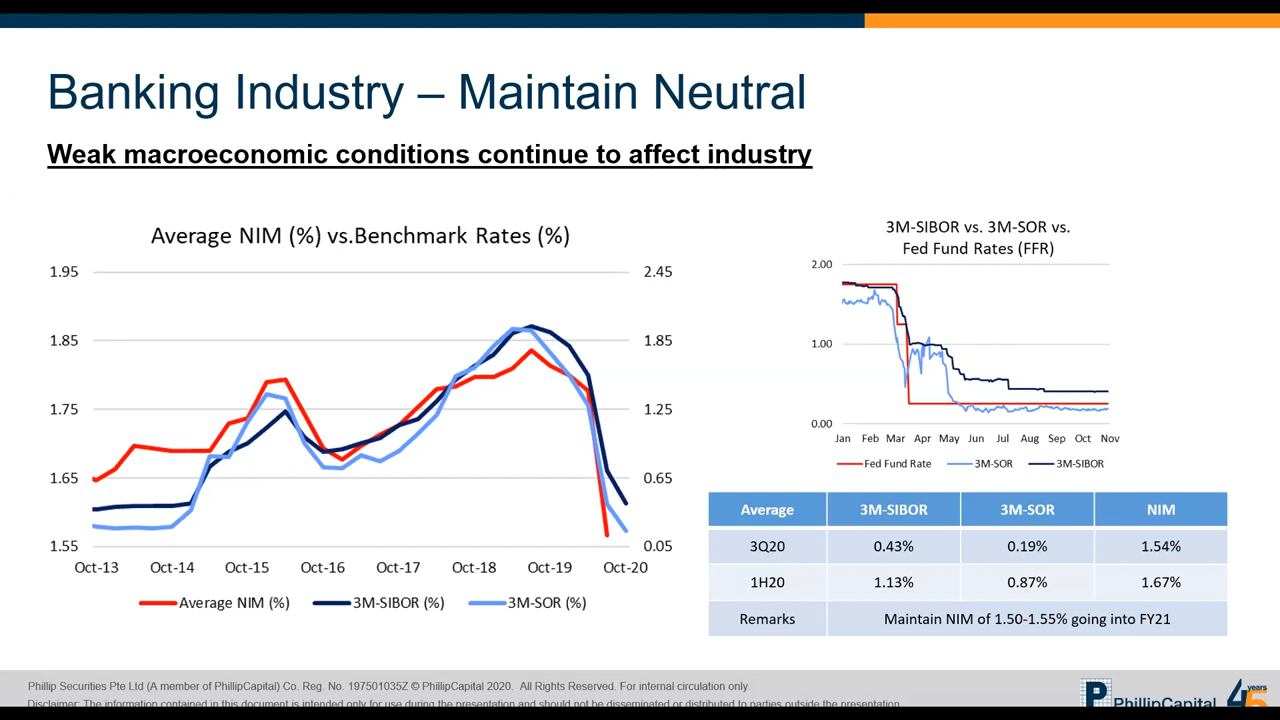 Banking Industry – Maintain Neutral
Weak macroeconomic conditions continue to affect industry
Average NIM (%) vs.Benchmark Rates (%)
1.95
1.85
1.75
1.65
1.55
2.45
1.85
1.25
0.65
0.05
Oct-13 Oct-14 Oct-15 Oct-16 Oct-17 Oct-18 Oct-19 Oct-20
Average NIM (%) 3M-SIBOR (%) 3M-SOR (%)
3M-SIBOR vs. 3M-SOR vs.
Fed Fund Rates (FFR)
2.00
1.00
0.00
Jan Feb Mar Apr May Jun Jul Aug Sep Oct Nov
Fed Fund Rate 3M-SOR 3M-SIBOR
Average 3M-SIBOR 3M-SOR NIM
3Q20 0.43% 0.19% 1.54%
1H20 1.13% 0.87% 1.67%
Remarks Maintain NIM of 1.50-1.55% going into FY21
Phillip Securities Pte Ltd (A member of PhillipCapital) Co. Reg. No. 197501035Z © PhillipCapital 2020. All Rights Reserved. For internal circulation only.
Disclaimer: The information contained in this document is intended only for use during the presentation and should not be disseminated or distributed to parties outside the presentation.
P PhillipCapital 45 years